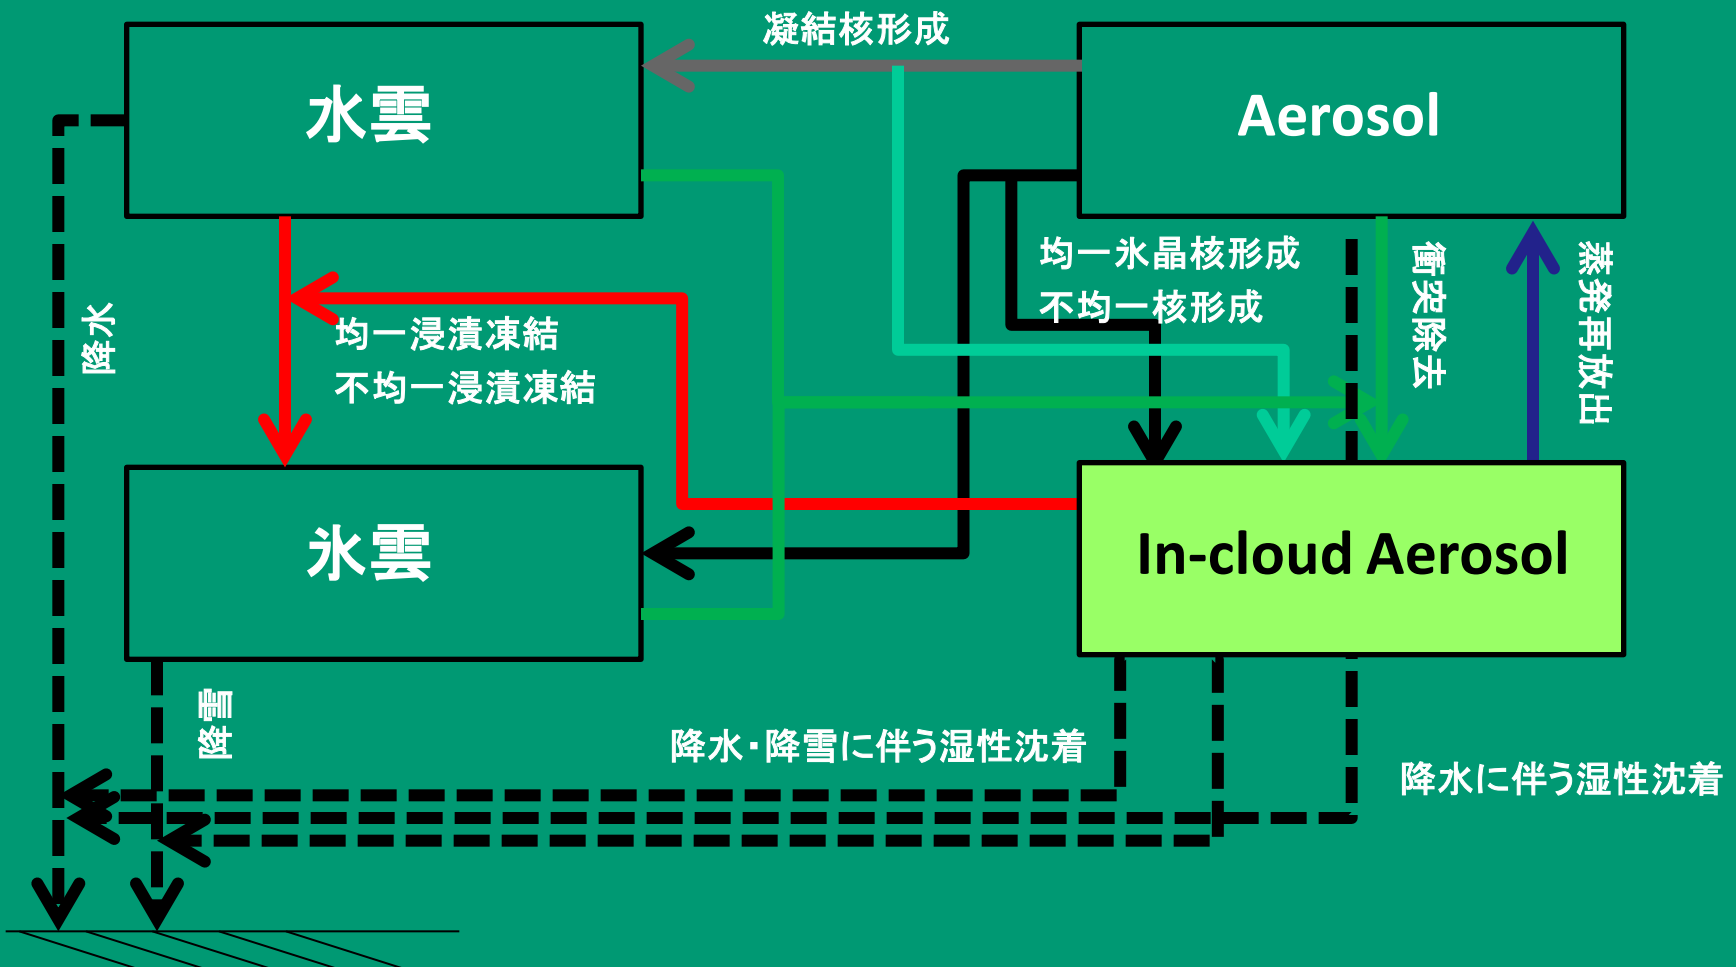 凝結核形成
水雲
Aerosol
均一氷晶核形成
不均一核形成
衝突除去
蒸発再放出
降水
均一浸漬凍結
不均一浸漬凍結
氷雲
In-cloud Aerosol
降雪
降水・降雪に伴う湿性沈着
降水に伴う湿性沈着